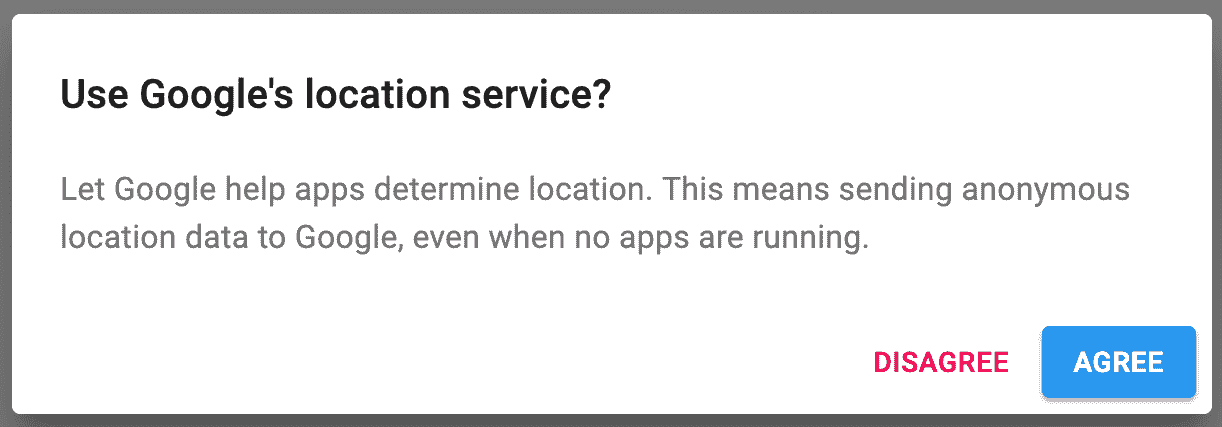 Use Google's location service?
Let Google help apps determine location. This means sending anonymous
location data to Google, even when no apps are running.
DISAGREE
AGREE